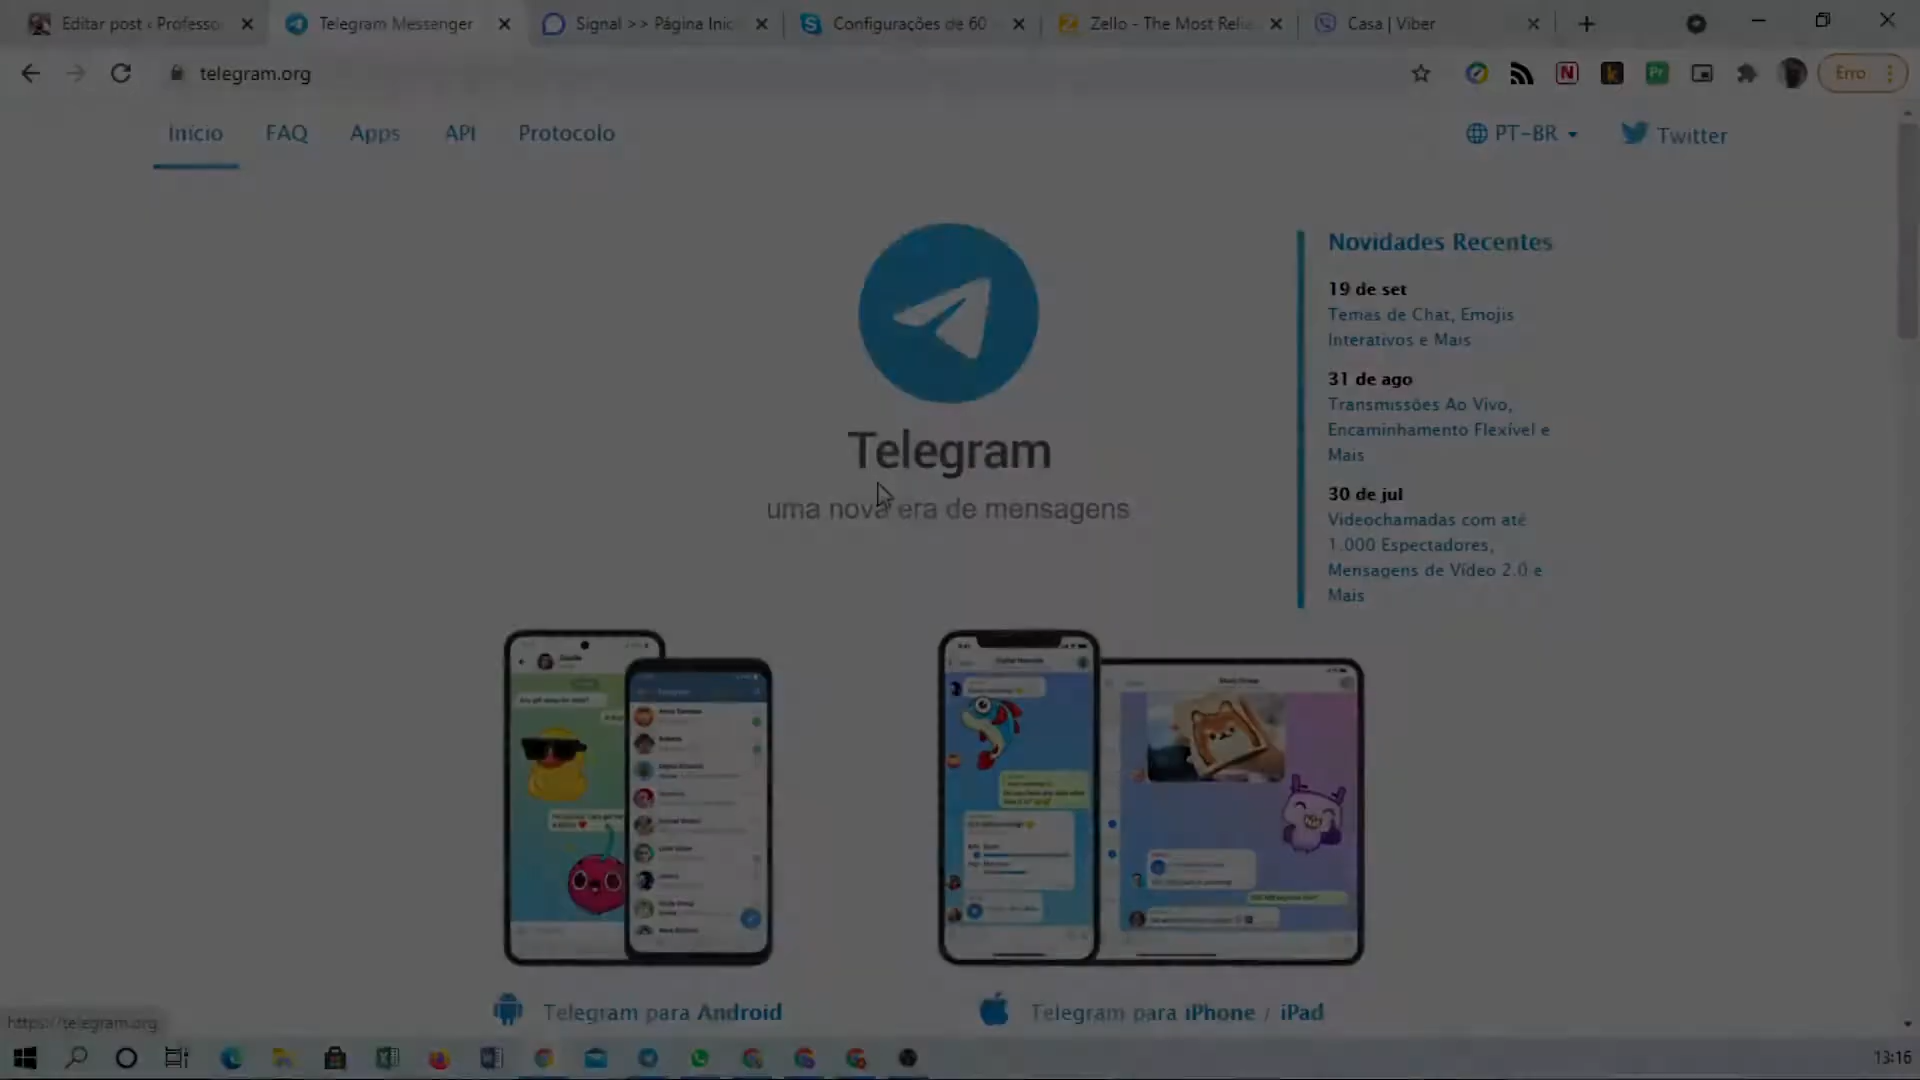 Editar post ‹ Professo
Telegram Messenger
Signal >> Página Inic
Configurações de 60
Zello - The Most Relia
Casa | Viber
telegram.org
Erro
Início
FAQ
Apps
API
Protocolo
PT-BR
Twitter
Telegram
uma nova era de mensagens
Novidades Recentes
19 de set
Temas de Chat, Emojis
Interativos e Mais
31 de ago
Transmissões Ao Vivo,
Encaminhamento Flexível e
Mais
30 de jul
Videochamadas com até
1.000 Espectadores,
Mensagens de Vídeo 2.0 e
Mais
Telegram para Android
Telegram para iPhone / iPad
https://telegram.org
13:16